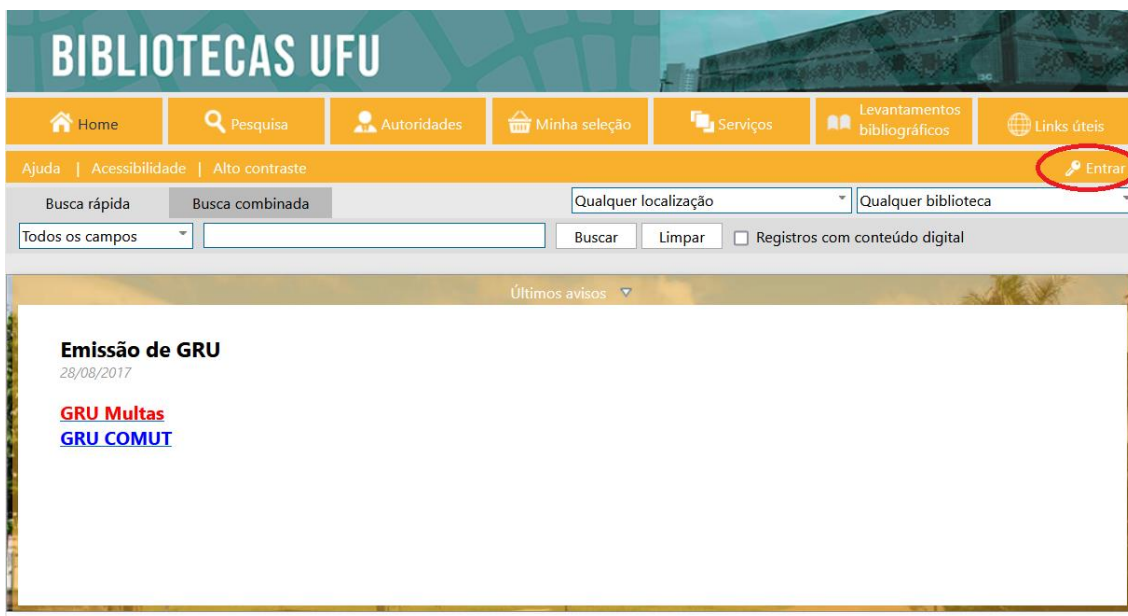 BIBLIOTECAS UFU
Home Pesquisa Autoridades Minha seleção Serviços Levantamentos bibliográficos Links úteis
Ajuda | Acessibilidade | Alto contraste Entrar
Busca rápida Busca combinada Qualquer localização Qualquer biblioteca
Todos os campos Buscar Limpar Registros com conteúdo digital
Últimos avisos
Emissão de GRU
28/08/2017
GRU Multas
GRU COMUT